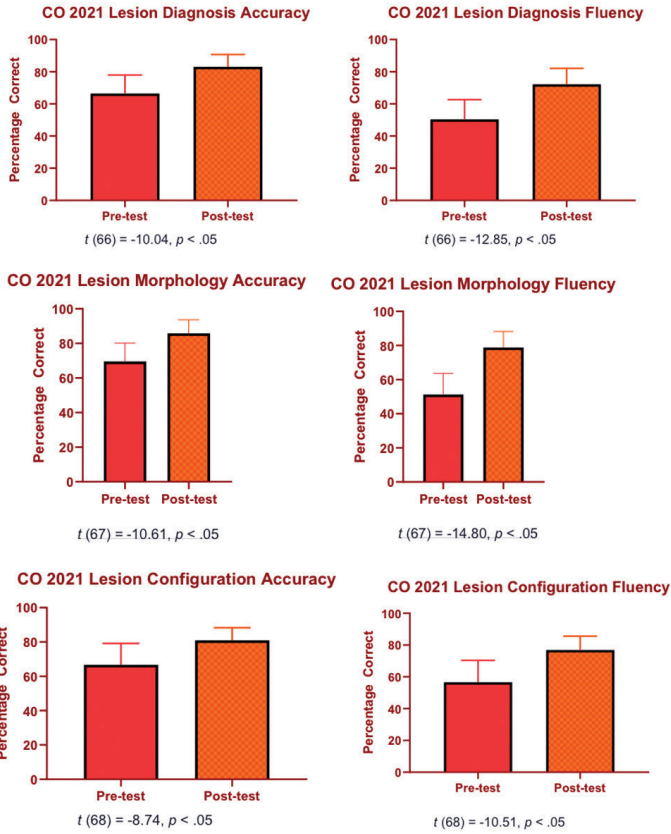 CO 2021 Lesion Diagnosis Accuracy
Percentage Correct
100
80
60
40
20
0
Pre-test Post-test
t (66) = -10.04, p < .05
CO 2021 Lesion Diagnosis Fluency
Percentage Correct
100
80
60
40
20
0
Pre-test Post-test
t (66) = -12.85, p < .05
CO 2021 Lesion Morphology Accuracy
Percentage Correct
100
80
60
40
20
0
Pre-test Post-test
t (67) = -10.61, p < .05
CO 2021 Lesion Morphology Fluency
Percentage Correct
100
80
60
40
20
0
Pre-test Post-test
t (67) = -14.80, p < .05
CO 2021 Lesion Configuration Accuracy
Percentage Correct
100
80
60
40
20
0
Pre-test Post-test
t (68) = -8.74, p < .05
CO 2021 Lesion Configuration Fluency
Percentage Correct
100
80
60
40
20
0
Pre-test Post-test
t (68) = -10.51, p < .05